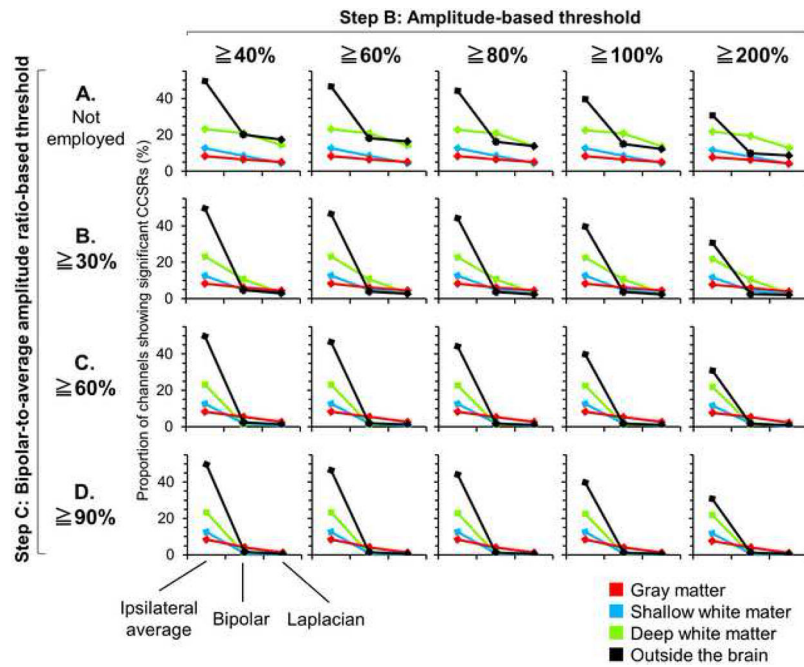 Step B: Amplitude-based threshold
≧40% ≧60% ≧80% ≧100% ≧200%
Step C: Bipolar-to-average amplitude ratio-based threshold
A.
Not
employed
B.
≧30%
C.
≧60%
D.
≧90%
Proportion of channels showing significant CCSRs (%)
40
20
0
40
20
0
40
20
0
40
20
0
Ipsilateral
average
Bipolar
Laplacian
Gray matter
Shallow white mater
Deep white matter
Outside the brain